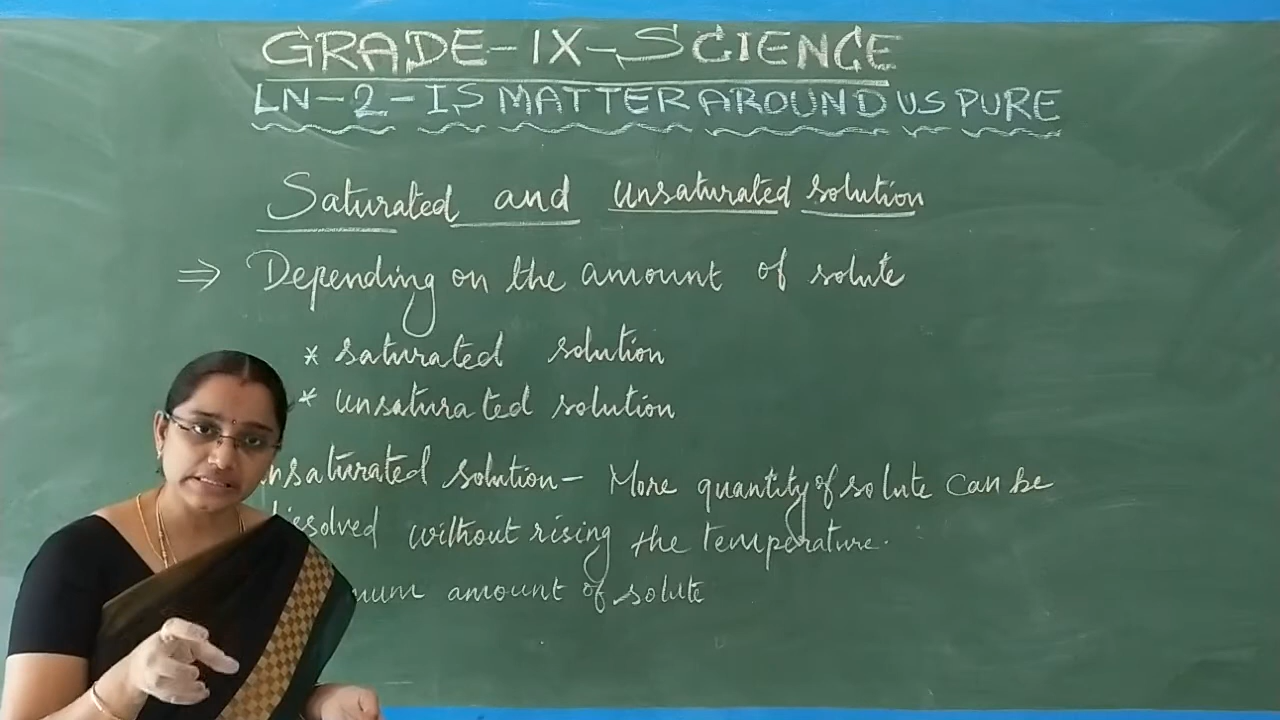 GRADE-IX-SCIENCE
LN-2-IS MATTER AROUND US PURE
Saturated and unsaturated solution
⇒ Depending on the amount of solute
* saturated solution
* unsaturated solution
nsaturated solution- More quantity of solute can be
issolved without rising the temperature.
mum amount of solute